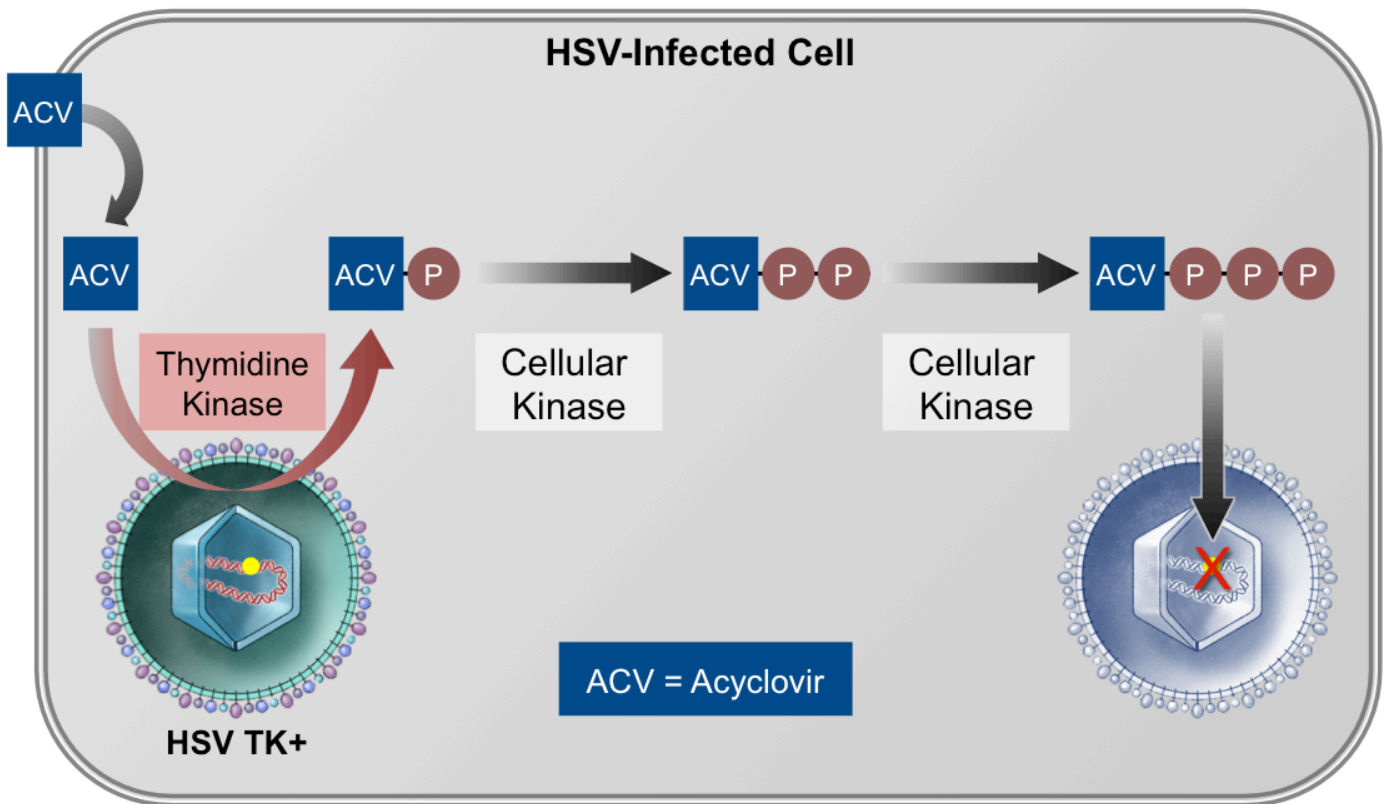 HSV-Infected Cell
ACV
ACV
ACV P
ACV P P
ACV P P P
Thymidine
Kinase
Cellular
Kinase
Cellular
Kinase
X
ACV = Acyclovir
HSV TK+